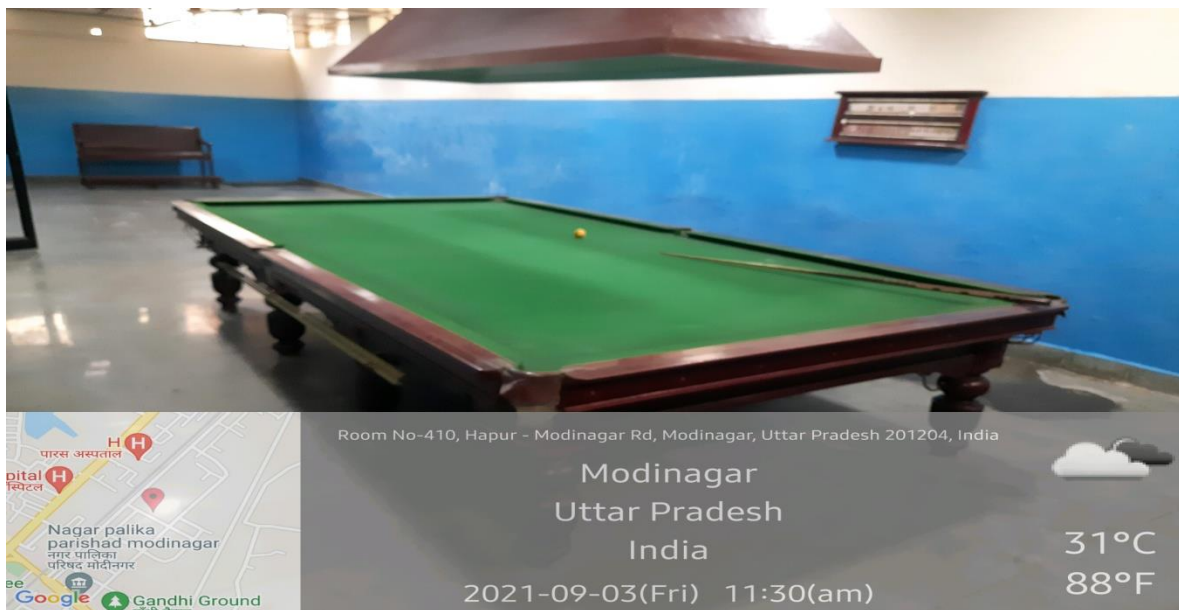 H
पारस अस्पताल
pital H
स्पिटल
Nagar palika
parishad modinagar
नगर पालिका
परिषद मोदीनगर
ee
Google
Gandhi Ground
Room No-410, Hapur - Modinagar Rd, Modinagar, Uttar Pradesh 201204, India
Modinagar
Uttar Pradesh
India
2021-09-03(Fri) 11:30(am)
31°C
88°F